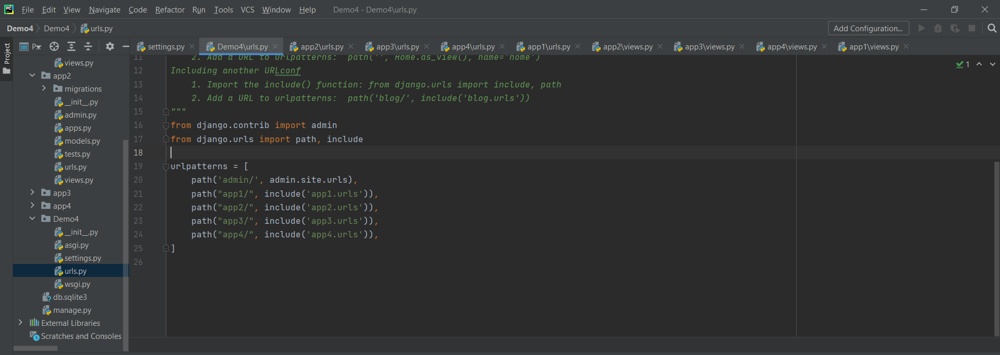 PC File Edit View Navigate Code Refactor Run Tools VCS Window Help Demo4 - Demo4\urls.py
Demo4 Demo4 urls.py Add Configuration...
Project
P
settings.py Demo4\urls.py app2\urls.py app3\urls.py app4\urls.py app1\urls.py app2\views.py app3\views.py app4\views.py app1\views.py
views.py
app2
migrations
__init__.py
admin.py
apps.py
models.py
tests.py
urls.py
views.py
app3
app4
Demo4
__init__.py
asgi.py
settings.py
urls.py
wsgi.py
db.sqlite3
manage.py
External Libraries
Scratches and Consoles
11     2. Add a URL to urlpatterns:  path('', Home.as_view(), name='home')
12 Including another URLconf
13     1. Import the include() function: from django.urls import include, path
14     2. Add a URL to urlpatterns:  path('blog/', include('blog.urls'))
15 """
16 from django.contrib import admin
17 from django.urls import path, include
18
19 urlpatterns = [
20     path('admin/', admin.site.urls),
21     path("app1/", include('app1.urls')),
22     path("app2/", include('app2.urls')),
23     path("app3/", include('app3.urls')),
24     path("app4/", include('app4.urls')),
25 ]
26
1